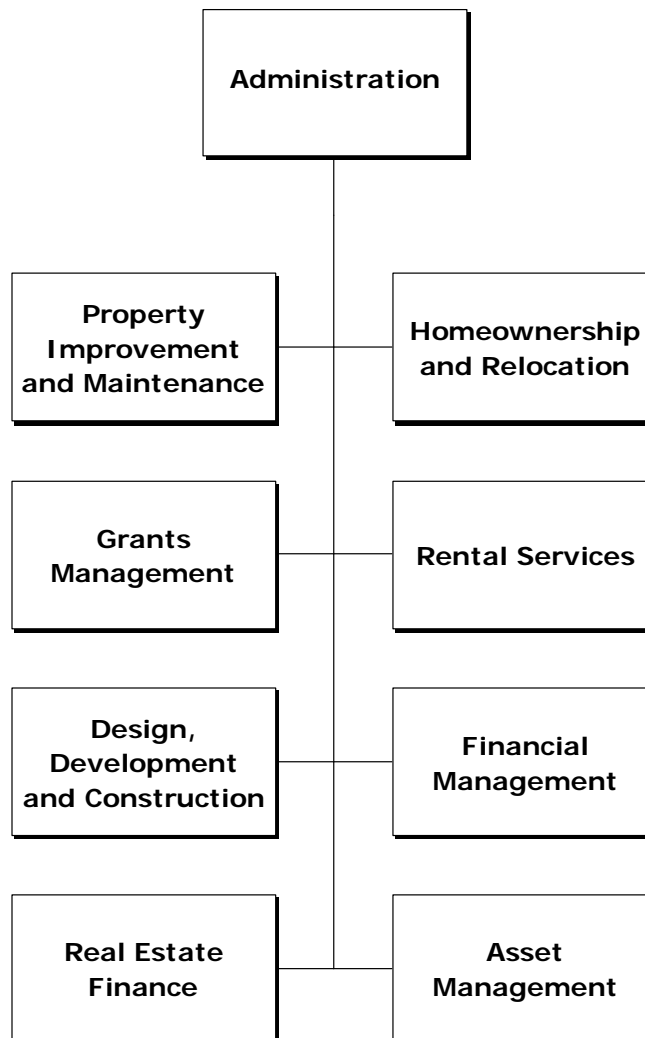 Administration
Property
Improvement
and Maintenance
Homeownership
and Relocation
Grants
Management
Rental Services
Design,
Development
and Construction
Financial
Management
Real Estate
Finance
Asset
Management